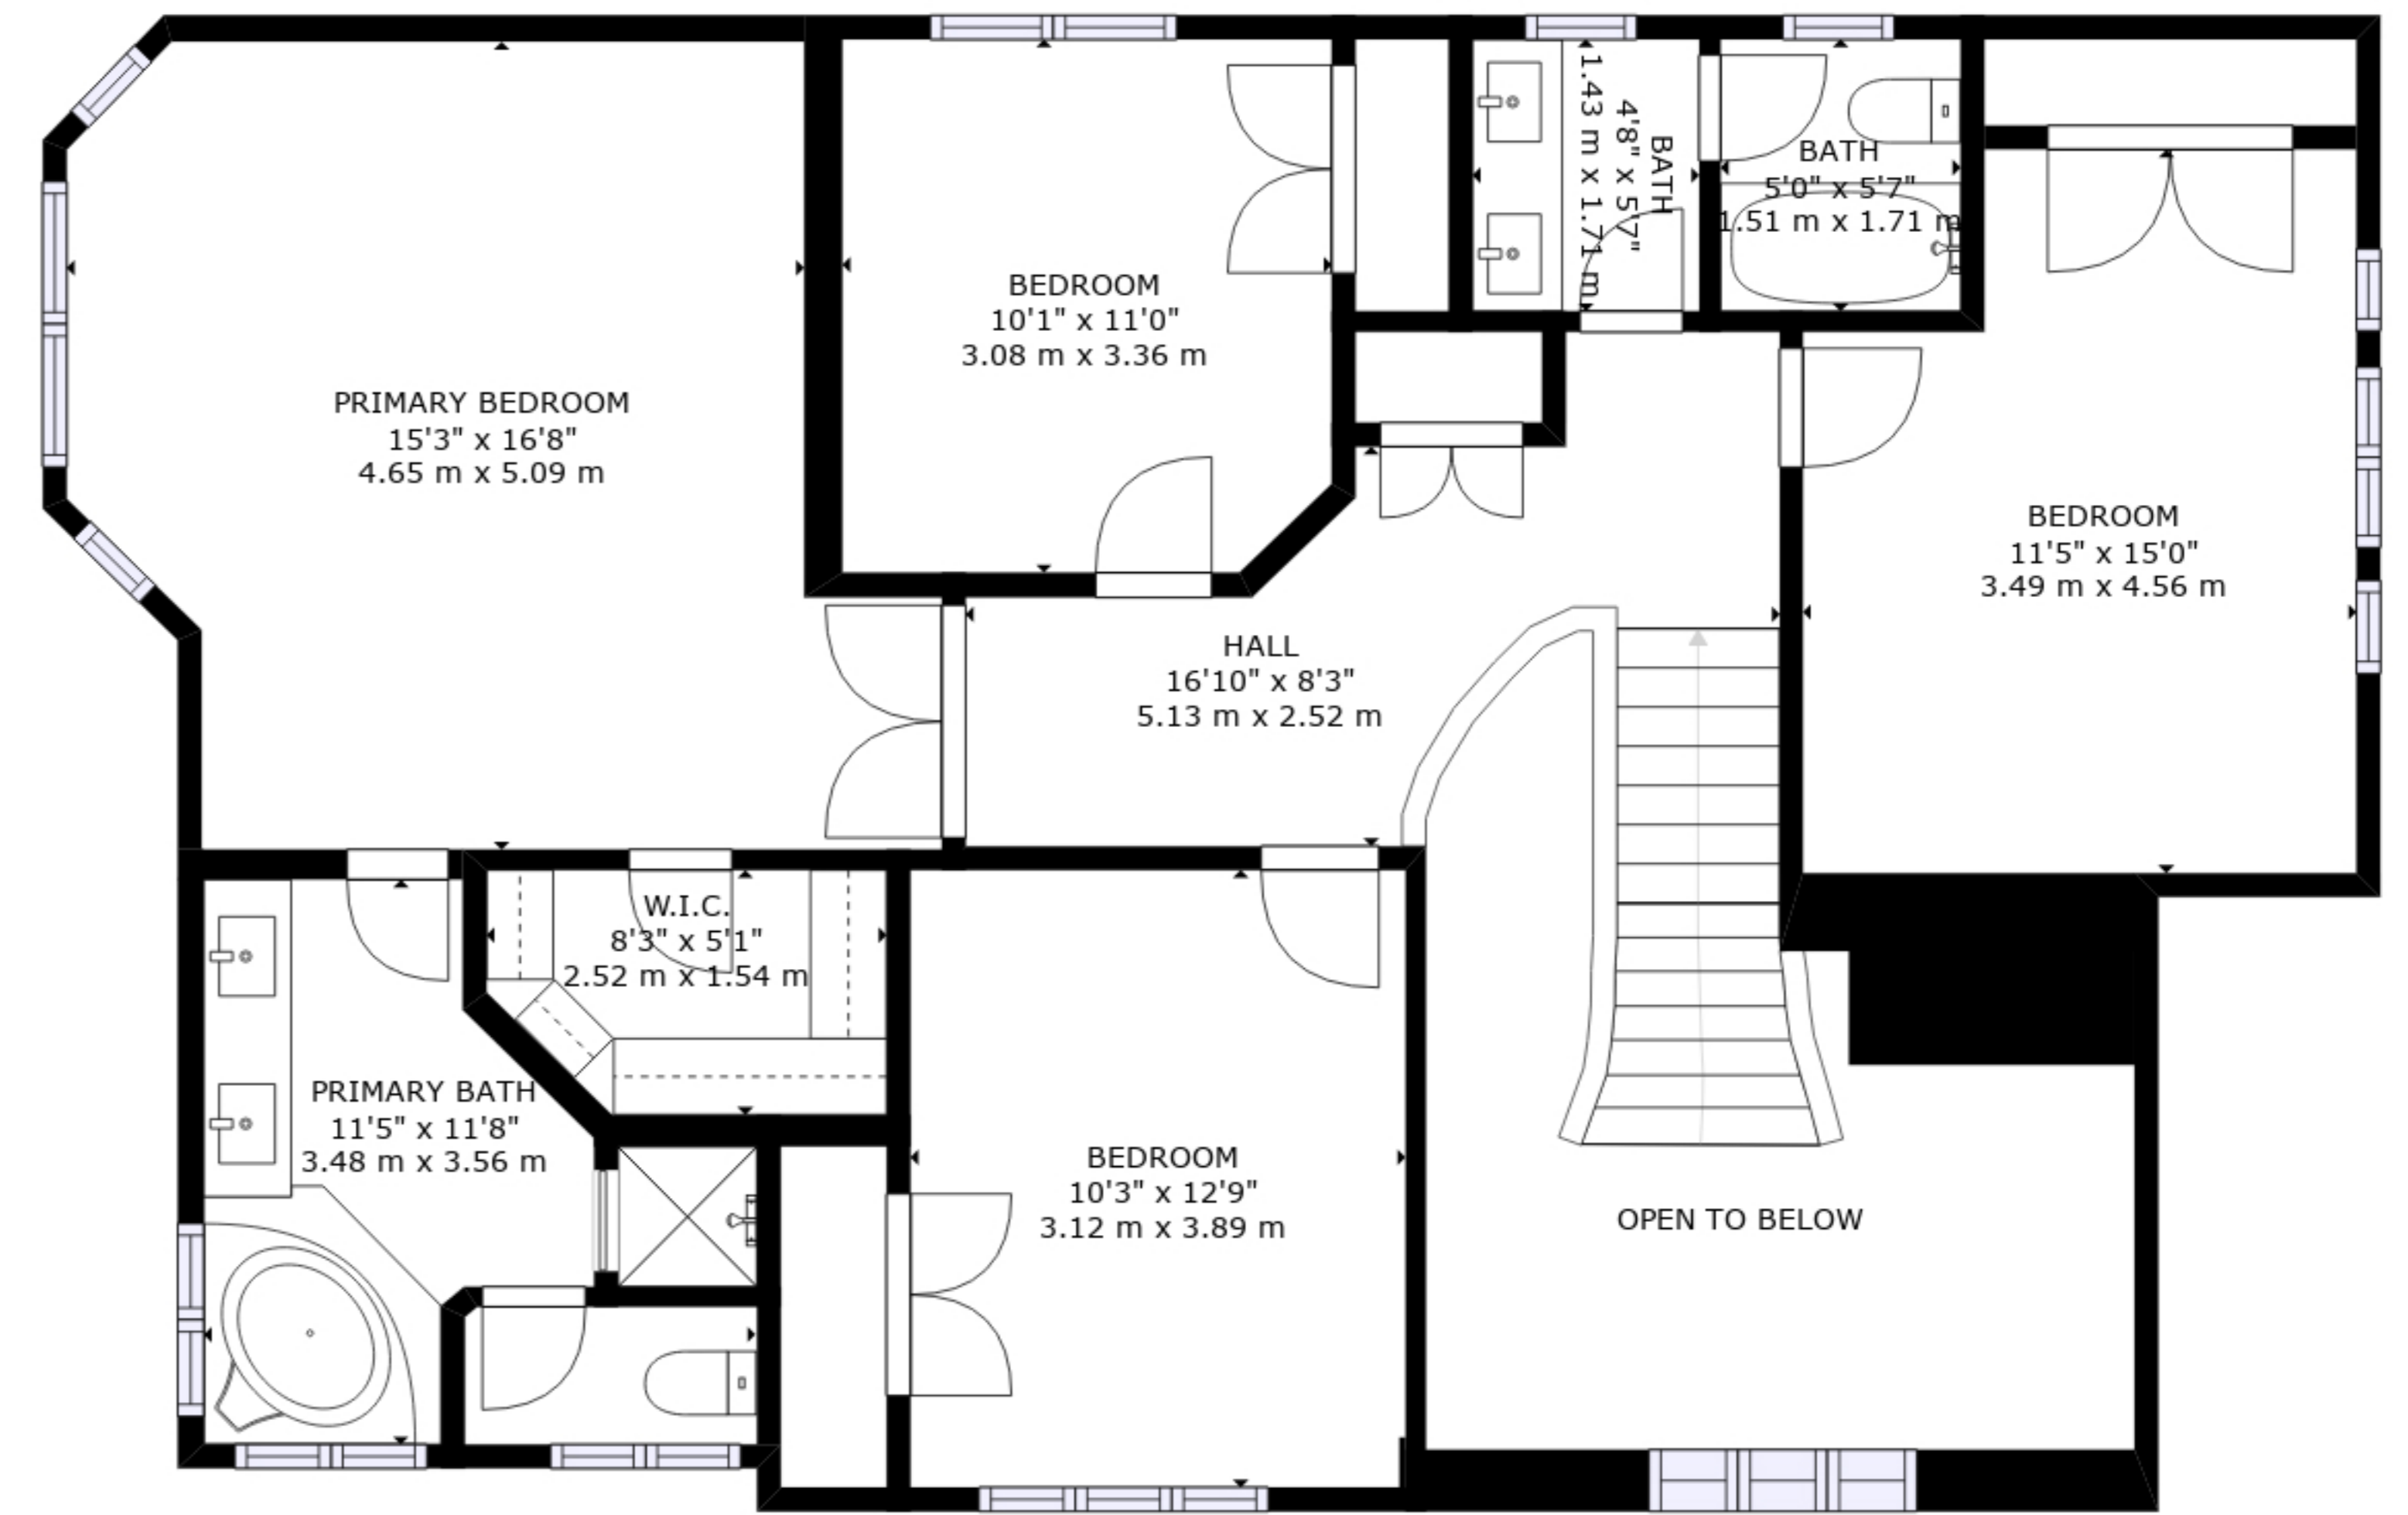 BATH
4'8" x 5'7"
1.43 m x 1.71 m
BATH
5'0" x 5'7"
1.51 m x 1.71 m
BEDROOM
10'1" x 11'0"
3.08 m x 3.36 m
PRIMARY BEDROOM
15'3" x 16'8"
4.65 m x 5.09 m
BEDROOM
11'5" x 15'0"
3.49 m x 4.56 m
HALL
16'10" x 8'3"
5.13 m x 2.52 m
W.I.C.
8'3" x 5'1"
2.52 m x 1.54 m
PRIMARY BATH
11'5" x 11'8"
3.48 m x 3.56 m
BEDROOM
10'3" x 12'9"
3.12 m x 3.89 m
OPEN TO BELOW